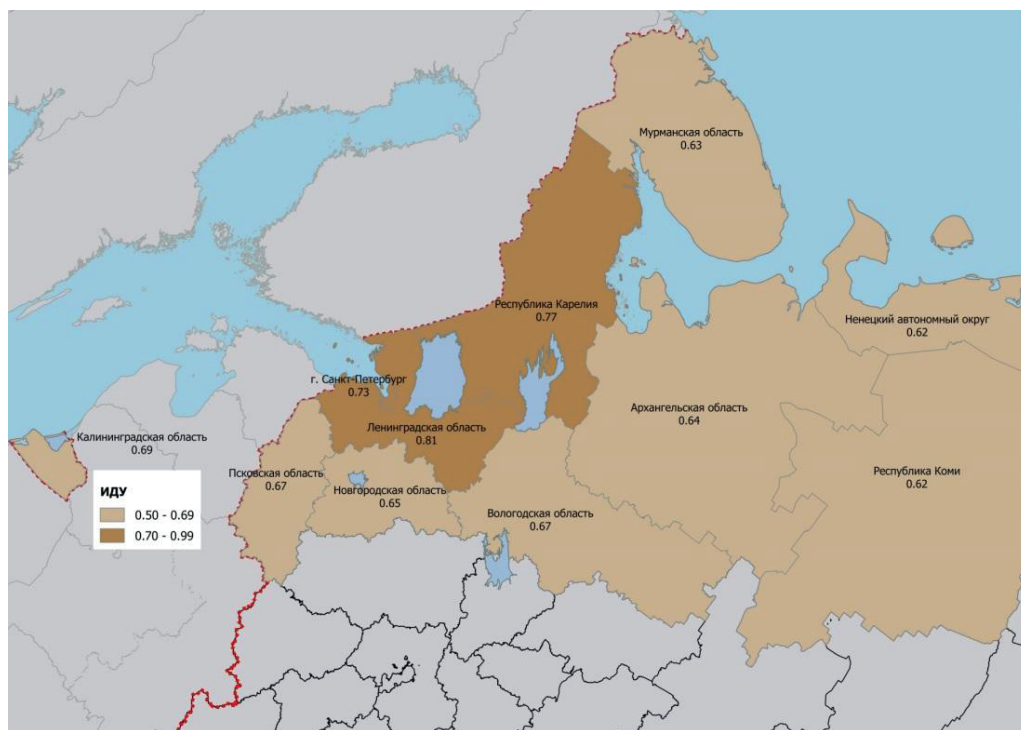 Мурманская область
0.63
Республика Карелия
0.77
Ненецкий автономный округ
0.62
г. Санкт-Петербург
0.73
Архангельская область
0.64
Ленинградская область
0.81
Калининградская область
0.69
Республика Коми
0.62
Псковская область
0.67
Новгородская область
0.65
Вологодская область
0.67
ИДУ
0.50 - 0.69
0.70 - 0.99